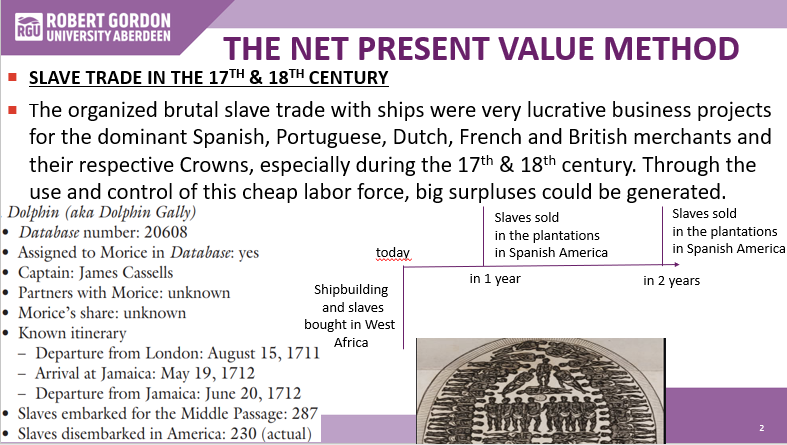 RGU
ROBERT GORDON
UNIVERSITY ABERDEEN
THE NET PRESENT VALUE METHOD
SLAVE TRADE IN THE 17TH & 18TH CENTURY
The organized brutal slave trade with ships were very lucrative business projects
for the dominant Spanish, Portuguese, Dutch, French and British merchants and
their respective Crowns, especially during the 17th & 18th century. Through the
use and control of this cheap labor force, big surpluses could be generated.
Dolphin (aka Dolphin Gally)
• Database number: 20608
• Assigned to Morice in Database: yes
• Captain: James Cassells
• Partners with Morice: unknown
• Morice's share: unknown
• Known itinerary
– Departure from London: August 15, 1711
– Arrival at Jamaica: May 19, 1712
– Departure from Jamaica: June 20, 1712
• Slaves embarked for the Middle Passage: 287
• Slaves disembarked in America: 230 (actual)
today
Shipbuilding
and slaves
bought in West
Africa
Slaves sold
in the plantations
in Spanish America
in 1 year
Slaves sold
in the plantations
in Spanish America
in 2 years
2